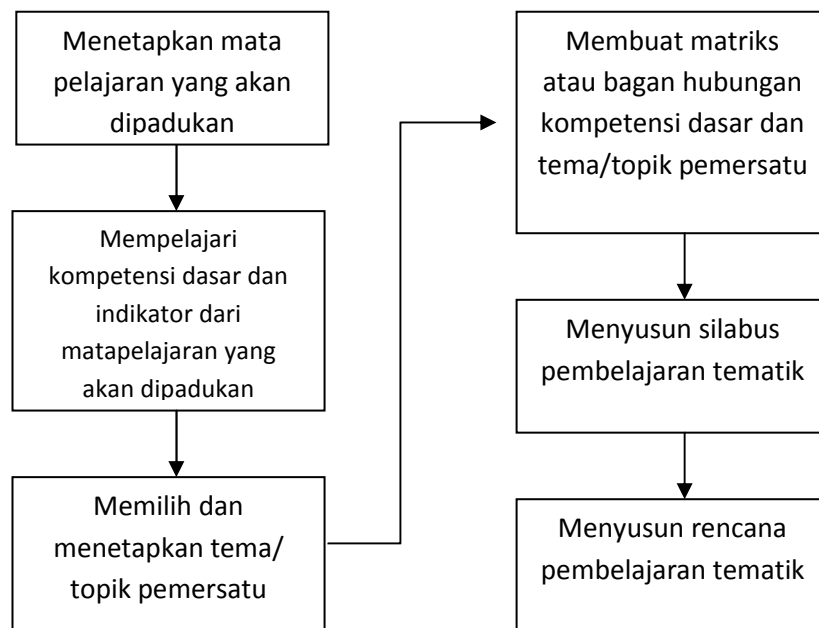 Menetapkan mata
pelajaran yang akan
dipadukan
Mempelajari
kompetensi dasar dan
indikator dari
matapelajaran yang
akan dipadukan
Memilih dan
menetapkan tema/
topik pemersatu
Membuat matriks
atau bagan hubungan
kompetensi dasar dan
tema/topik pemersatu
Menyusun silabus
pembelajaran tematik
Menyusun rencana
pembelajaran tematik